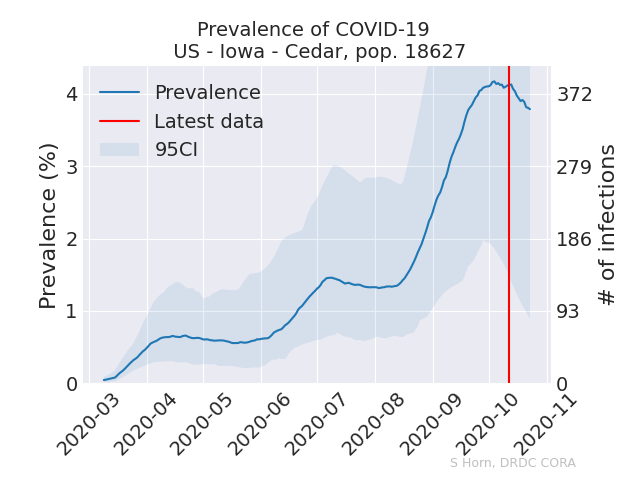 Prevalence of COVID-19
US - Iowa - Cedar, pop. 18627
Prevalence
Latest data
95CI
Prevalence (%)
4
3
2
1
0
# of infections
372
279
186
93
0
2020-03
2020-04
2020-05
2020-06
2020-07
2020-08
2020-09
2020-10
2020-11
S Horn, DRDC CORA